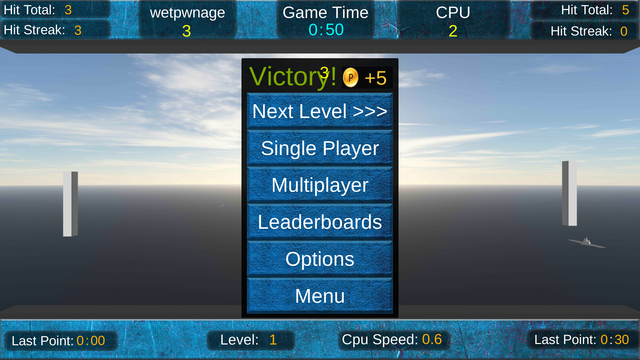 Hit Total: 3
Hit Streak: 3
wetpwnage
3
Game Time
0:50
CPU
2
Hit Total: 5
Hit Streak: 0
Victory! 3 P +5
Next Level >>>
Single Player
Multiplayer
Leaderboards
Options
Menu
Last Point: 0:00
Level: 1
Cpu Speed: 0.6
Last Point: 0:30